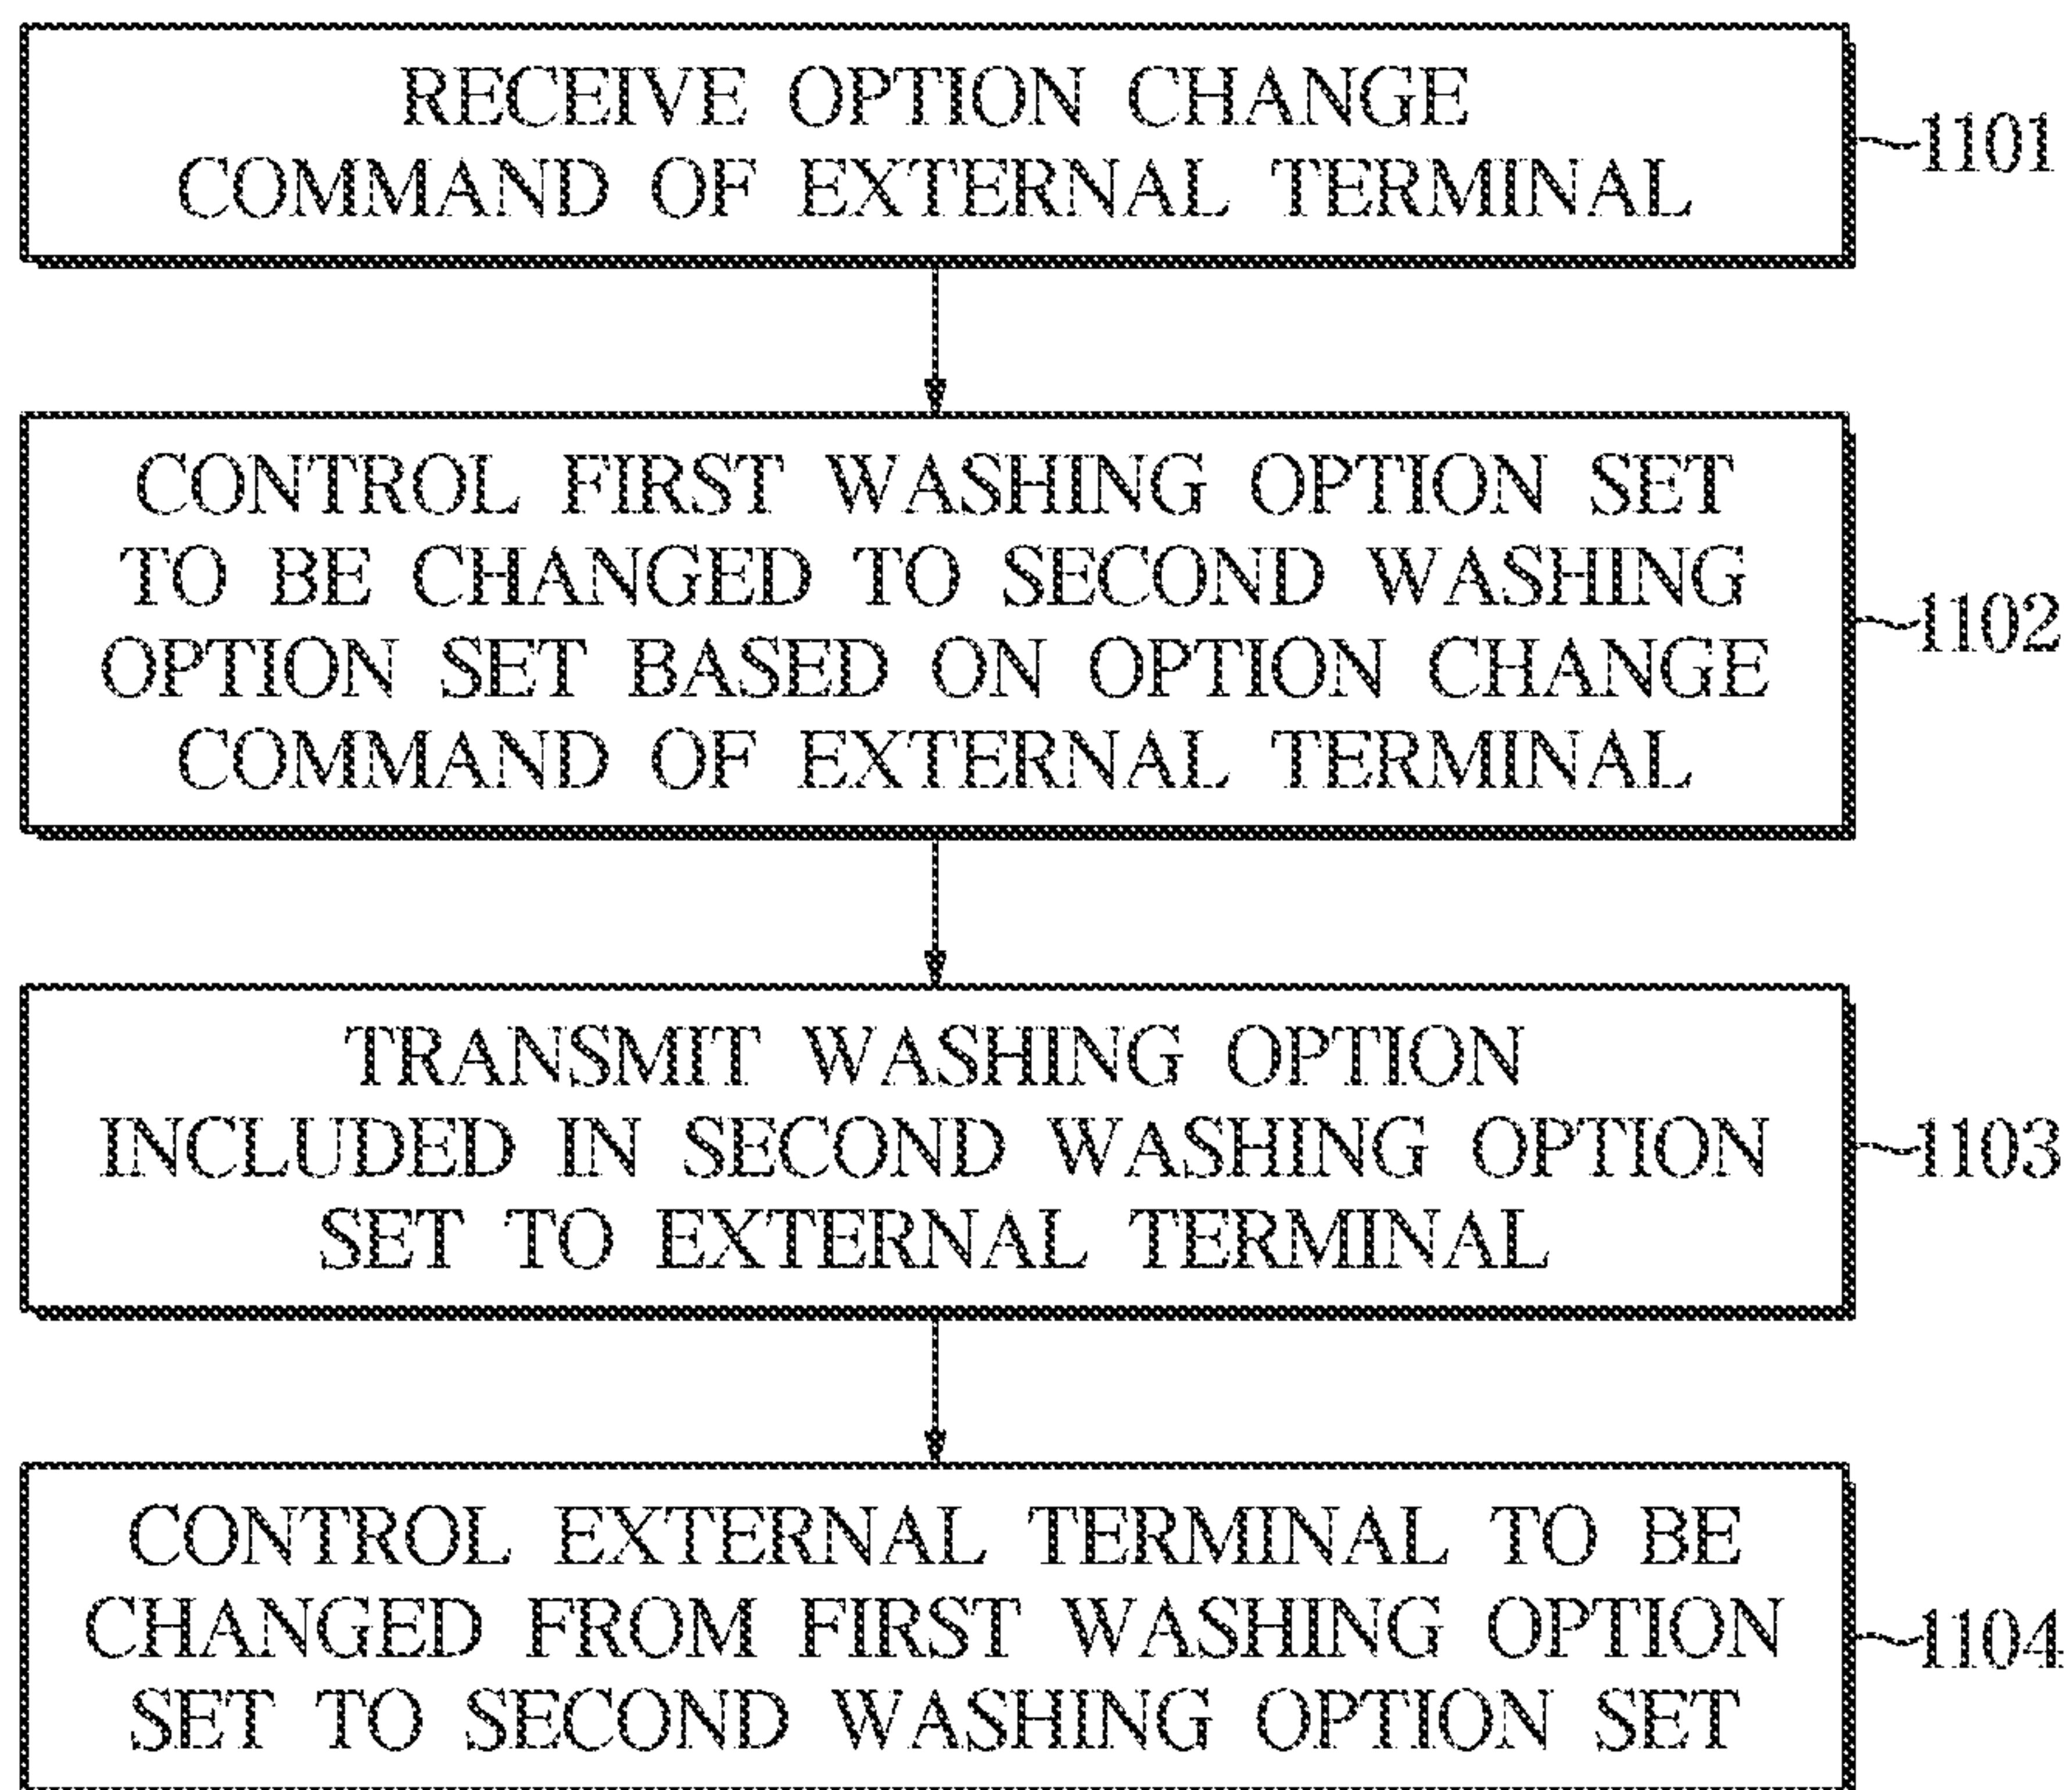 RECEIVE OPTION CHANGE
COMMAND OF EXTERNAL TERMINAL
1101
CONTROL FIRST WASHING OPTION SET
TO BE CHANGED TO SECOND WASHING
OPTION SET BASED ON OPTION CHANGE
COMMAND OF EXTERNAL TERMINAL
1102
TRANSMIT WASHING OPTION
INCLUDED IN SECOND WASHING OPTION
SET TO EXTERNAL TERMINAL
1103
CONTROL EXTERNAL TERMINAL TO BE
CHANGED FROM FIRST WASHING OPTION
SET TO SECOND WASHING OPTION SET
1104